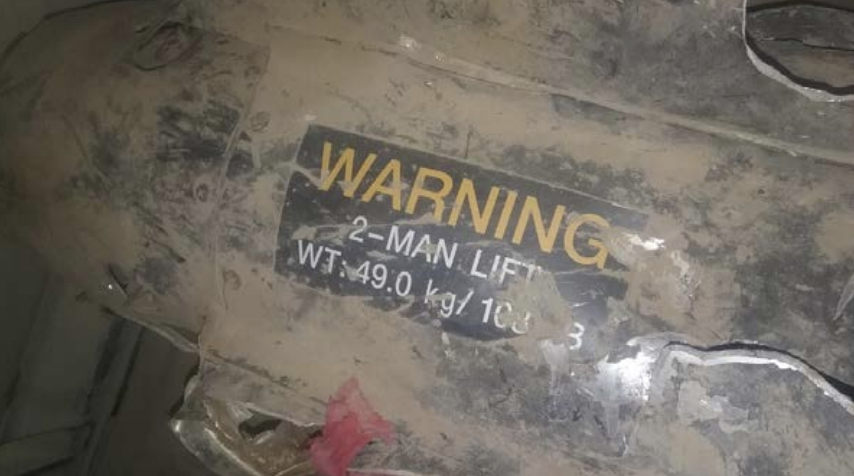 WARNING
2-MAN LIFT
WT: 49.0 kg/